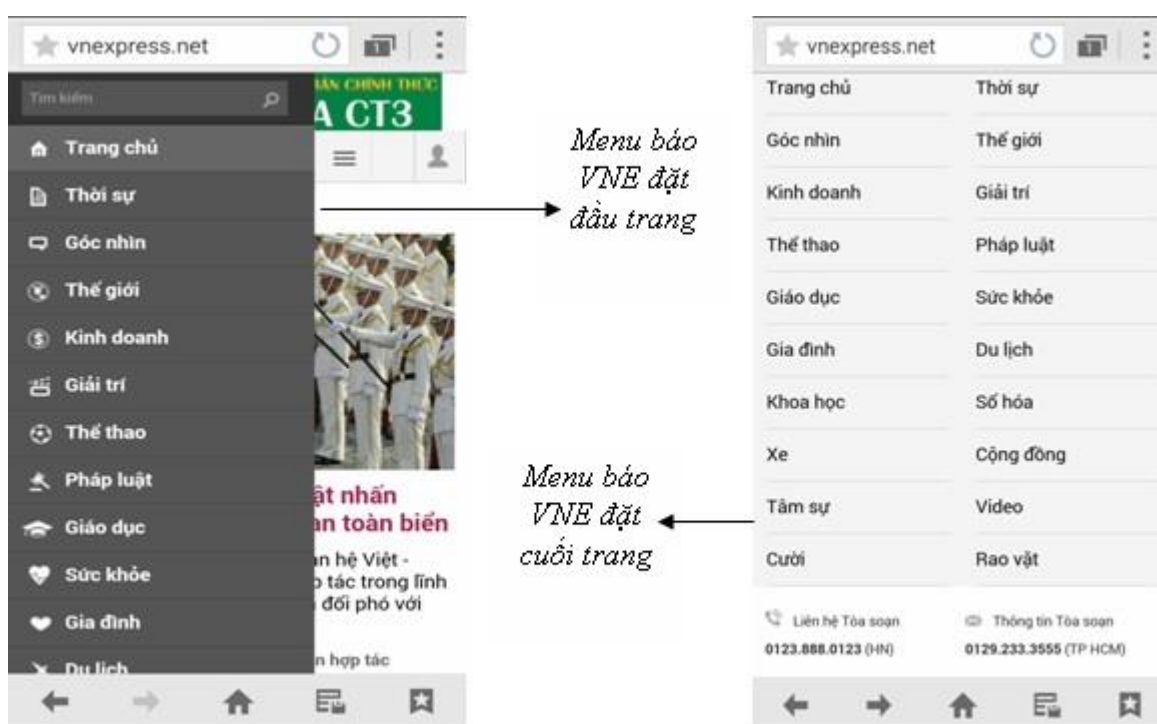 vnexpress.net
1
Tìm kiếm
Trang chủ
Thời sự
Góc nhìn
Thế giới
Kinh doanh
Giải trí
Thể thao
Pháp luật
Giáo dục
Sức khỏe
Gia đình
Du lịch
CHÍNH THỨC
A CT3
ật nhấn
an toàn biển
n hệ Việt -
tác trong lĩnh
đối phó với
n hợp tác
Menu báo
VNE đặt
đầu trang
Menu báo
VNE đặt
cuối trang
vnexpress.net
1
Trang chủ Thời sự
Góc nhìn Thế giới
Kinh doanh Giải trí
Thể thao Pháp luật
Giáo dục Sức khỏe
Gia đình Du lịch
Khoa học Số hóa
Xe Cộng đồng
Tâm sự Video
Cười Rao vặt
Liên hệ Tòa soạn Thông tin Tòa soạn
0123.888.0123 (HN) 0129.233.3555 (TP HCM)